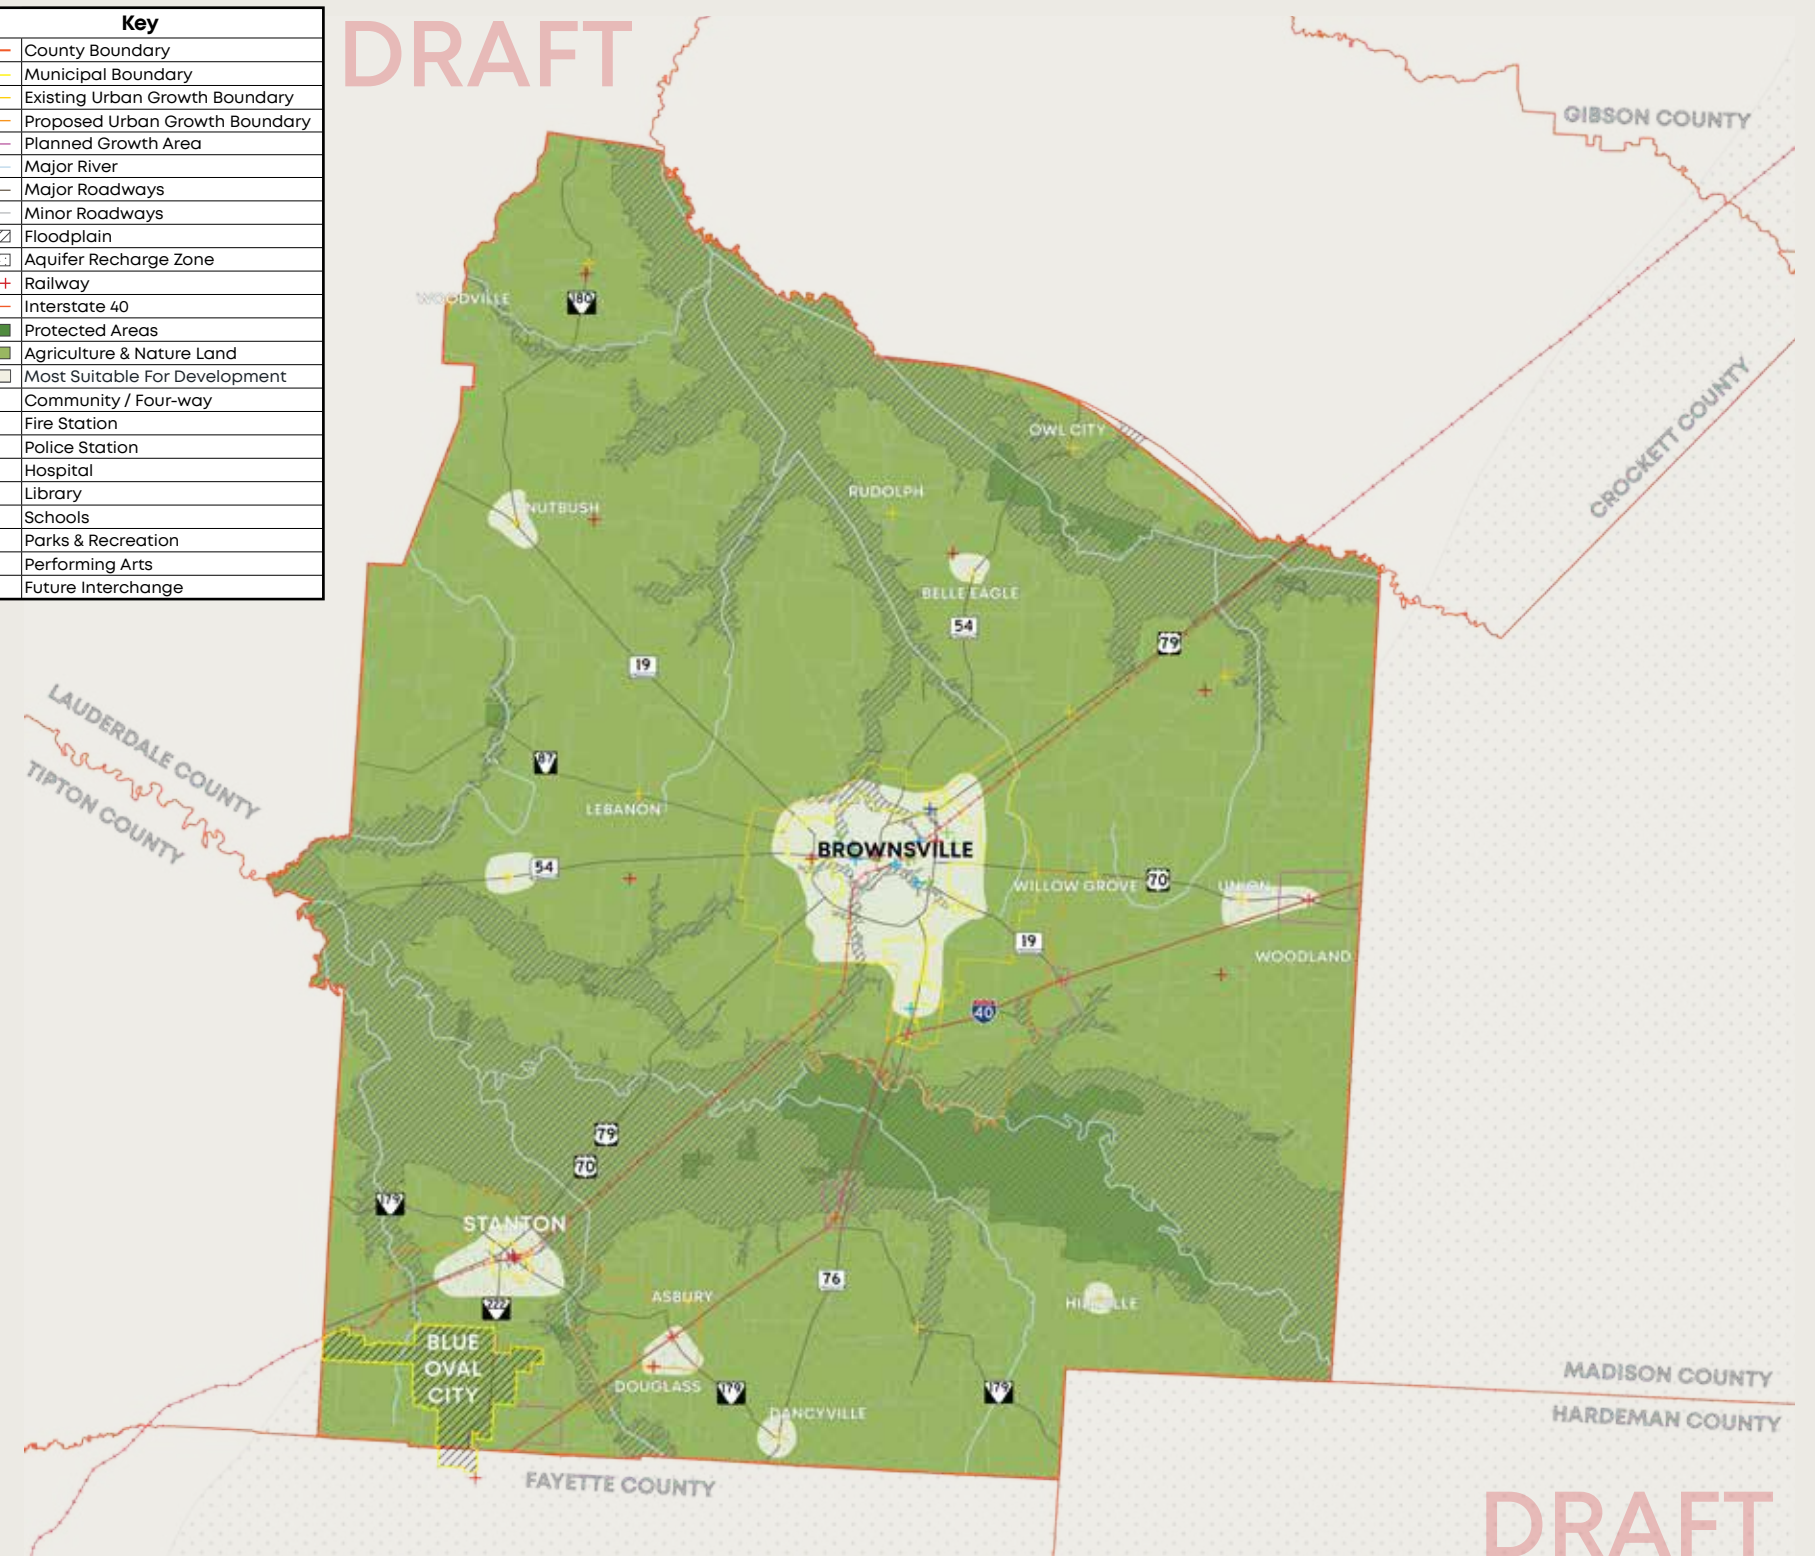 Key
County Boundary
Municipal Boundary
Existing Urban Growth Boundary
Proposed Urban Growth Boundary
Planned Growth Area
Major River
Major Roadways
Minor Roadways
Floodplain
Aquifer Recharge Zone
Railway
Interstate 40
Protected Areas
Agriculture & Nature Land
Most Suitable For Development
Community / Four-way
Fire Station
Police Station
Hospital
Library
Schools
Parks & Recreation
Performing Arts
Future Interchange
DRAFT
GIBSON COUNTY
WOODVILLE
180
CROCKETT COUNTY
OWL CITY
RUDOLPH
NUTBUSH
BELLE EAGLE
54
79
19
LAUDERDALE COUNTY
TIPTON COUNTY
87
LEBANON
BROWNSVILLE
54
WILLOW GROVE
70
UNION
19
WOODLAND
40
79
70
179
STANTON
76
ASBURY
HILLVILLE
222
BLUE
OVAL
CITY
DOUGLASS
179
179
DANCYVILLE
MADISON COUNTY
HARDEMAN COUNTY
FAYETTE COUNTY
DRAFT